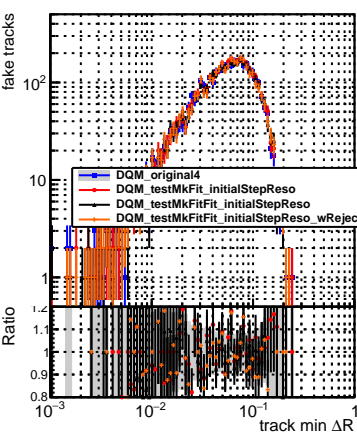 fake tracks
10²
10
1
DQM_original4
DQM_testMkFit_initialStepReso
DQM_testMkFitFit_initialStepReso
DQM_testMkFitFit_initialStepReso_wRejec
Ratio
1.2
1.1
1
0.9
0.8
10⁻³ 10⁻² 10⁻¹ 1
track min ΔR